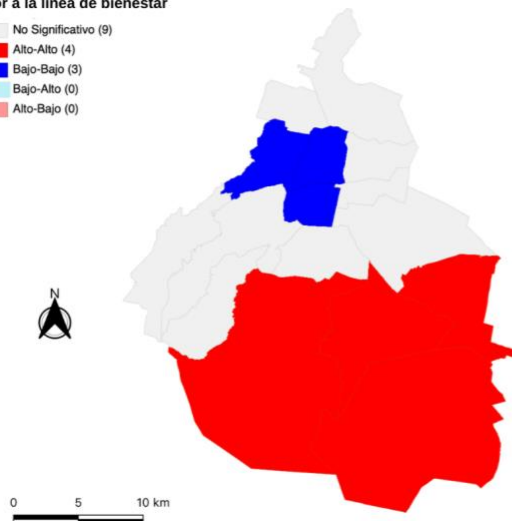 a la línea de bienestar
No Significativo (9)
Alto-Alto (4)
Bajo-Bajo (3)
Bajo-Alto (0)
Alto-Bajo (0)
N
0 5 10 km